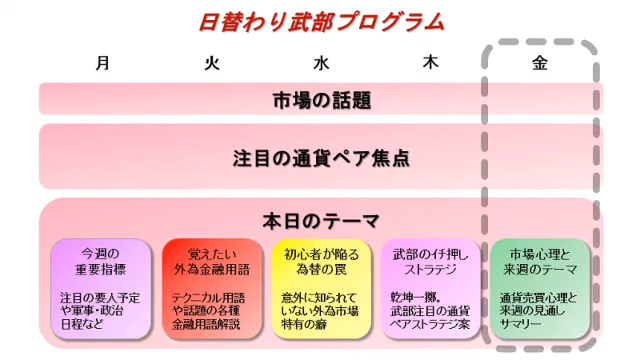 日替わり武部プログラム
月 火 水 木 金
市場の話題
注目の通貨ペア焦点
本日のテーマ
今週の
重要指標
注目の要人予定
や軍事・政治
日程など
覚えたい
外為金融用語
テクニカル用語
や話題の各種
金融用語解説
初心者が陥る
為替の罠
意外に知られて
いない外為市場
特有の癖
武部のイチ押し
ストラテジ
乾坤一擲。
武部注目の通貨
ペアストラテジ案
市場心理と
来週のテーマ
通貨売買心理と
来週の見通し
サマリー